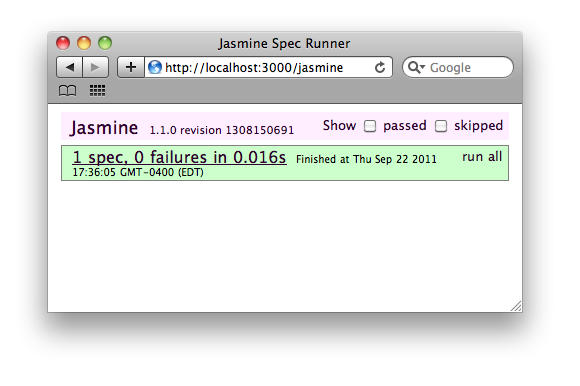 Jasmine Spec Runner
http://localhost:3000/jasmine
Google
Jasmine 1.1.0 revision 1308150691 Show passed skipped
1 spec, 0 failures in 0.016s Finished at Thu Sep 22 2011 run all
17:36:05 GMT-0400 (EDT)